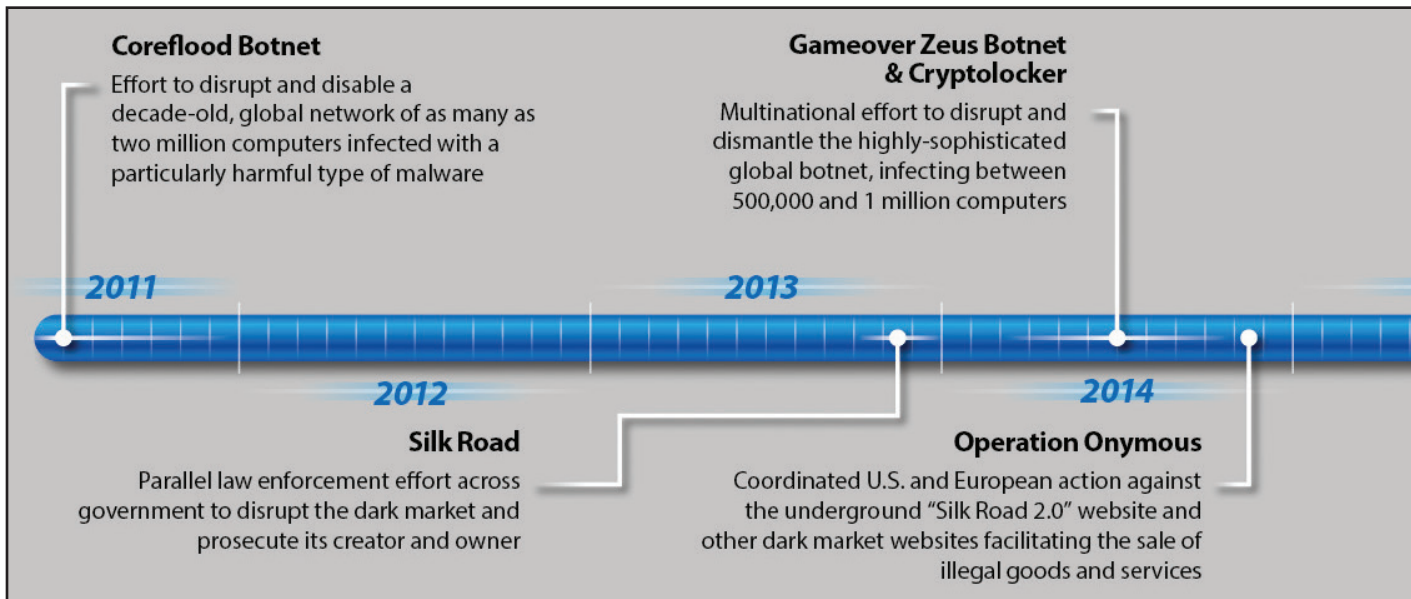 Coreflood Botnet
Effort to disrupt and disable a
decade-old, global network of as many as
two million computers infected with a
particularly harmful type of malware
Gameover Zeus Botnet
& Cryptolocker
Multinational effort to disrupt and
dismantle the highly-sophisticated
global botnet, infecting between
500,000 and 1 million computers
2011
2013
2012
2014
Silk Road
Parallel law enforcement effort across
government to disrupt the dark market and
prosecute its creator and owner
Operation Onymous
Coordinated U.S. and European action against
the underground “Silk Road 2.0” website and
other dark market websites facilitating the sale of
illegal goods and services